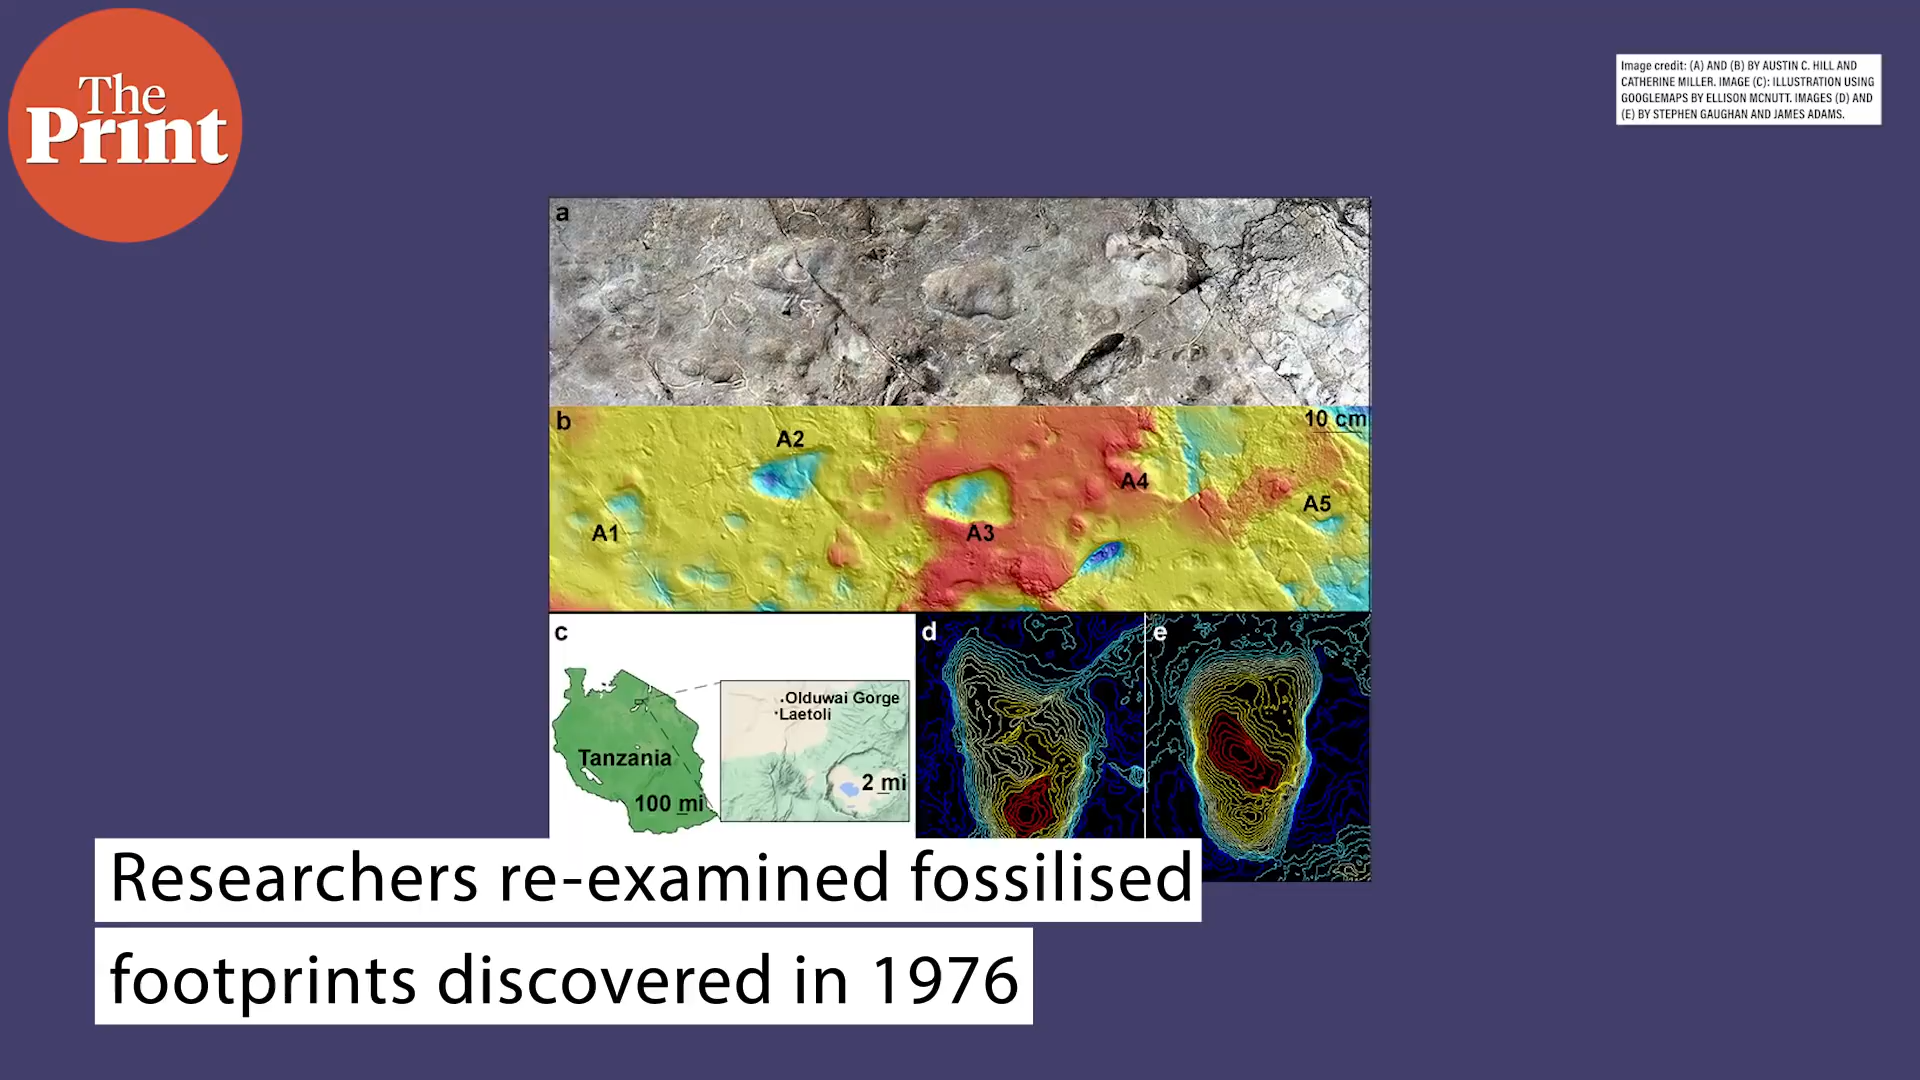 The
Print
Image credit: (A) AND (B) BY AUSTIN C. HILL AND
CATHERINE MILLER. IMAGE (C): ILLUSTRATION USING
GOOGLEMAPS BY ELLISON MCNUTT. IMAGES (D) AND
(E) BY STEPHEN GAUGHAN AND JAMES ADAMS.
a
b
10 cm
A2
A4
A5
A1
A3
c
d
e
Olduwai Gorge
Laetoli
Tanzania
2 mi
100 mi
Researchers re-examined fossilised
footprints discovered in 1976